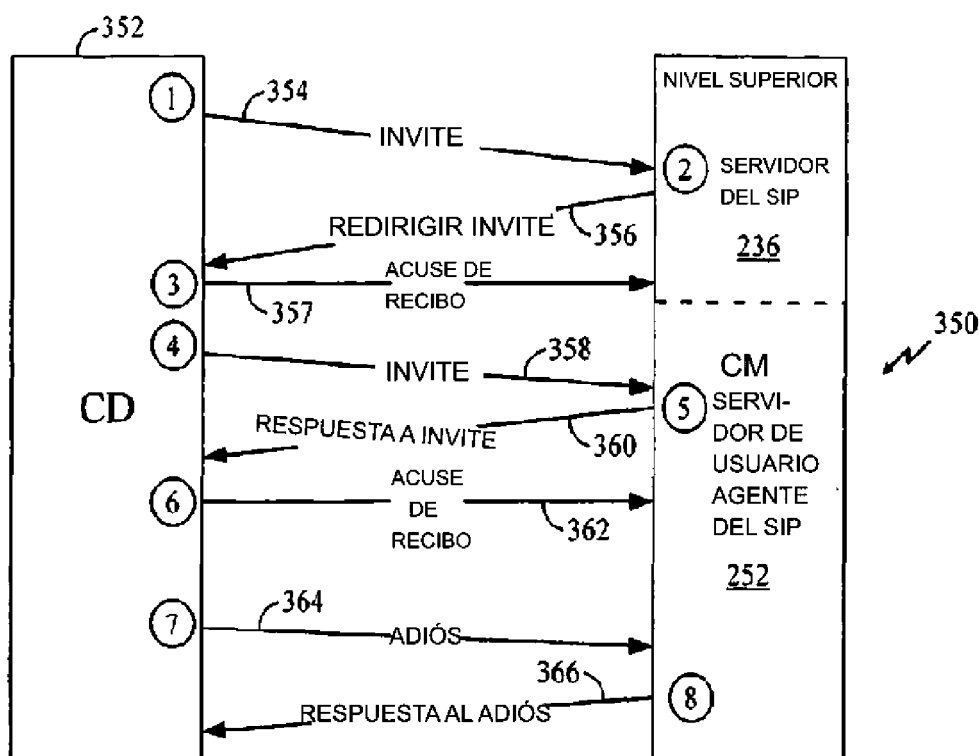 352
1
354
INVITE
NIVEL SUPERIOR
2
SERVIDOR
DEL SIP
236
REDIRIGIR INVITE
356
3
ACUSE DE
RECIBO
357
350
4
358
INVITE
CD
CM
5
SERVI-
DOR DE
USUARIO
AGENTE
DEL SIP
252
RESPUESTA A INVITE
360
6
ACUSE
DE
RECIBO
362
7
364
ADIÓS
366
8
RESPUESTA AL ADIÓS